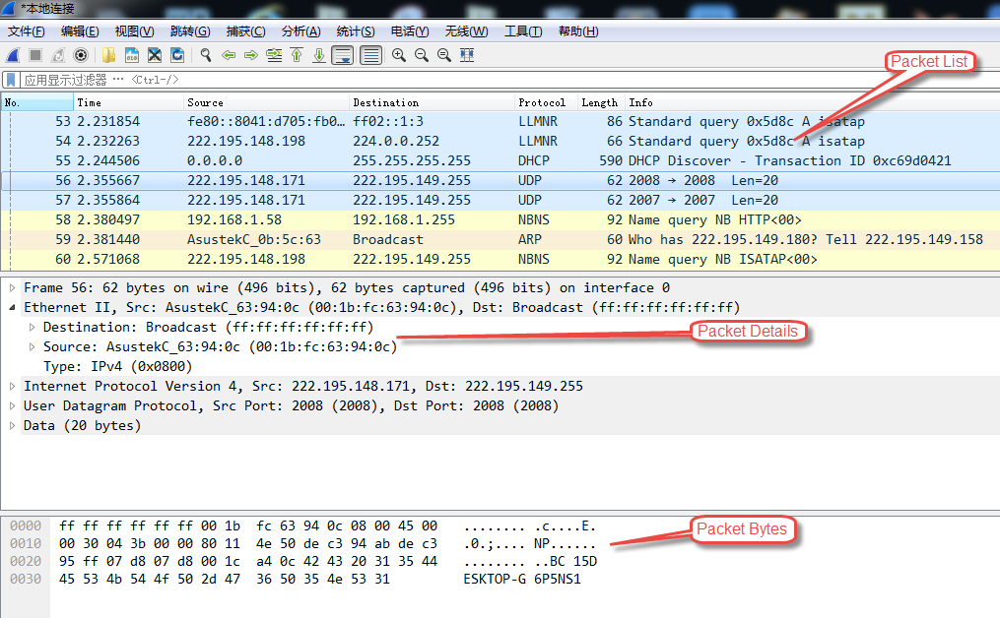 *本地连接
文件(F) 编辑(E) 视图(V) 跳转(G) 捕获(C) 分析(A) 统计(S) 电话(Y) 无线(W) 工具(T) 帮助(H)
应用显示过滤器 … <Ctrl-/>
Packet List
No. Time Source Destination Protocol Length Info
53 2.231854 fe80::8041:d705:fb0… ff02::1:3 LLMNR 86 Standard query 0x5d8c A isatap
54 2.232263 222.195.148.198 224.0.0.252 LLMNR 66 Standard query 0x5d8c A isatap
55 2.244506 0.0.0.0 255.255.255.255 DHCP 590 DHCP Discover - Transaction ID 0xc69d0421
56 2.355667 222.195.148.171 222.195.149.255 UDP 62 2008 → 2008 Len=20
57 2.355864 222.195.148.171 222.195.149.255 UDP 62 2007 → 2007 Len=20
58 2.380497 192.168.1.58 192.168.1.255 NBNS 92 Name query NB HTTP<00>
59 2.381440 AsustekC_0b:5c:63 Broadcast ARP 60 Who has 222.195.149.180? Tell 222.195.149.158
60 2.571068 222.195.148.198 222.195.149.255 NBNS 92 Name query NB ISATAP<00>
Frame 56: 62 bytes on wire (496 bits), 62 bytes captured (496 bits) on interface 0
Ethernet II, Src: AsustekC_63:94:0c (00:1b:fc:63:94:0c), Dst: Broadcast (ff:ff:ff:ff:ff:ff)
Destination: Broadcast (ff:ff:ff:ff:ff:ff)
Packet Details
Source: AsustekC_63:94:0c (00:1b:fc:63:94:0c)
Type: IPv4 (0x0800)
Internet Protocol Version 4, Src: 222.195.148.171, Dst: 222.195.149.255
User Datagram Protocol, Src Port: 2008 (2008), Dst Port: 2008 (2008)
Data (20 bytes)
0000 ff ff ff ff ff ff 00 1b fc 63 94 0c 08 00 45 00 ........ .c....E.
Packet Bytes
0010 00 30 04 3b 00 00 80 11 4e 50 de c3 94 ab de c3 .0.;.... NP......
0020 95 ff 07 d8 07 d8 00 1c a4 0c 42 43 20 31 35 44 ........ ..BC 15D
0030 45 53 4b 54 4f 50 2d 47 36 50 35 4e 53 31 ESKTOP-G 6P5NS1